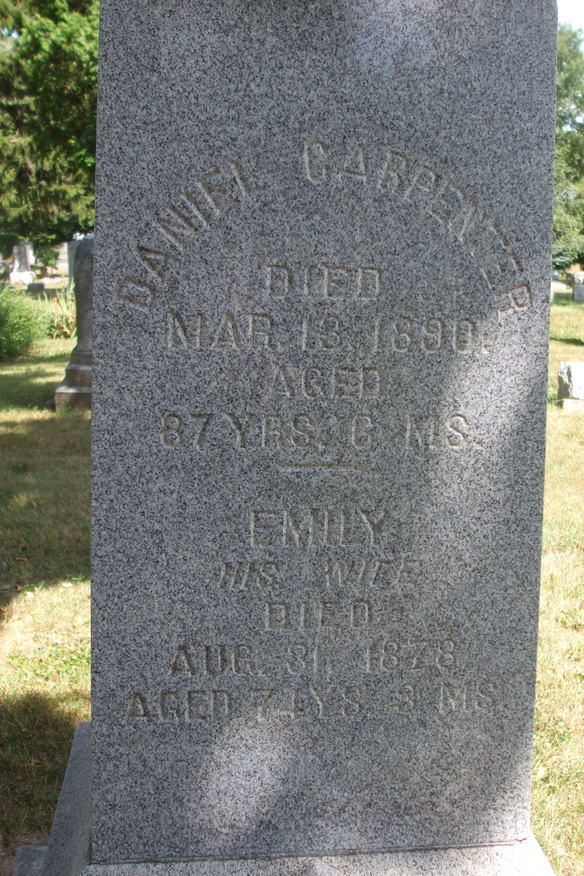 DANIEL CARPENTER
DIED
MAR. 13, 1890.
AGED
87 YRS. 6 MS.
EMILY
HIS WIFE
DIED
AUG. 31, 1878
AGED 74 YS. 3 MS.